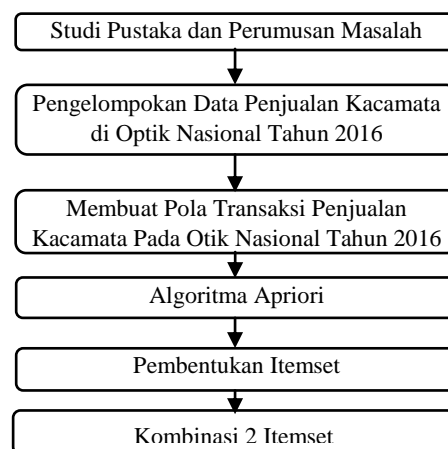 Studi Pustaka dan Perumusan Masalah
Pengelompokan Data Penjualan Kacamata
di Optik Nasional Tahun 2016
Membuat Pola Transaksi Penjualan
Kacamata Pada Otik Nasional Tahun 2016
Algoritma Apriori
Pembentukan Itemset
Kombinasi 2 Itemset